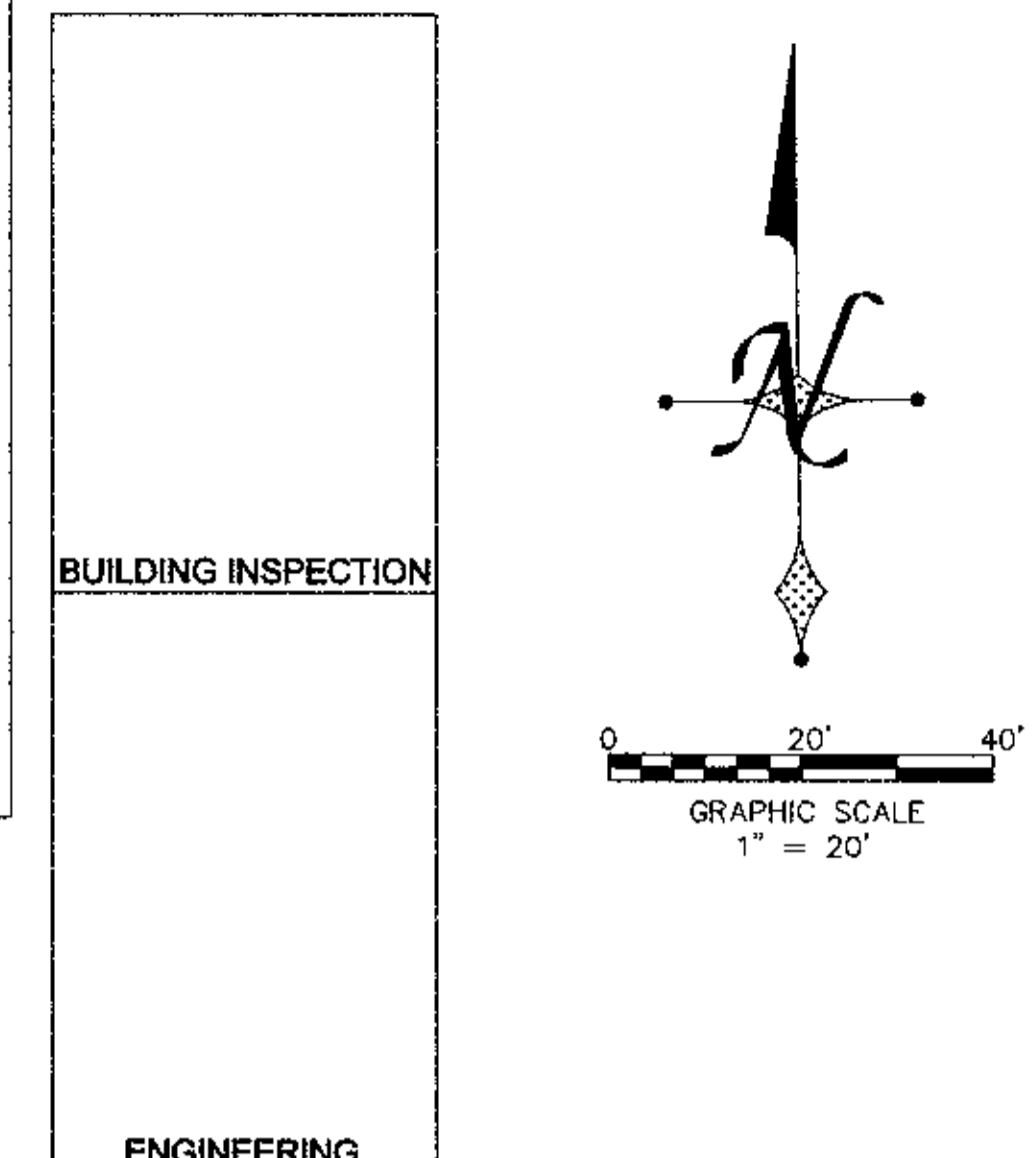 BUILDING INSPECTION
ENGINEERING
N
0 20' 40'
GRAPHIC SCALE
1" = 20'